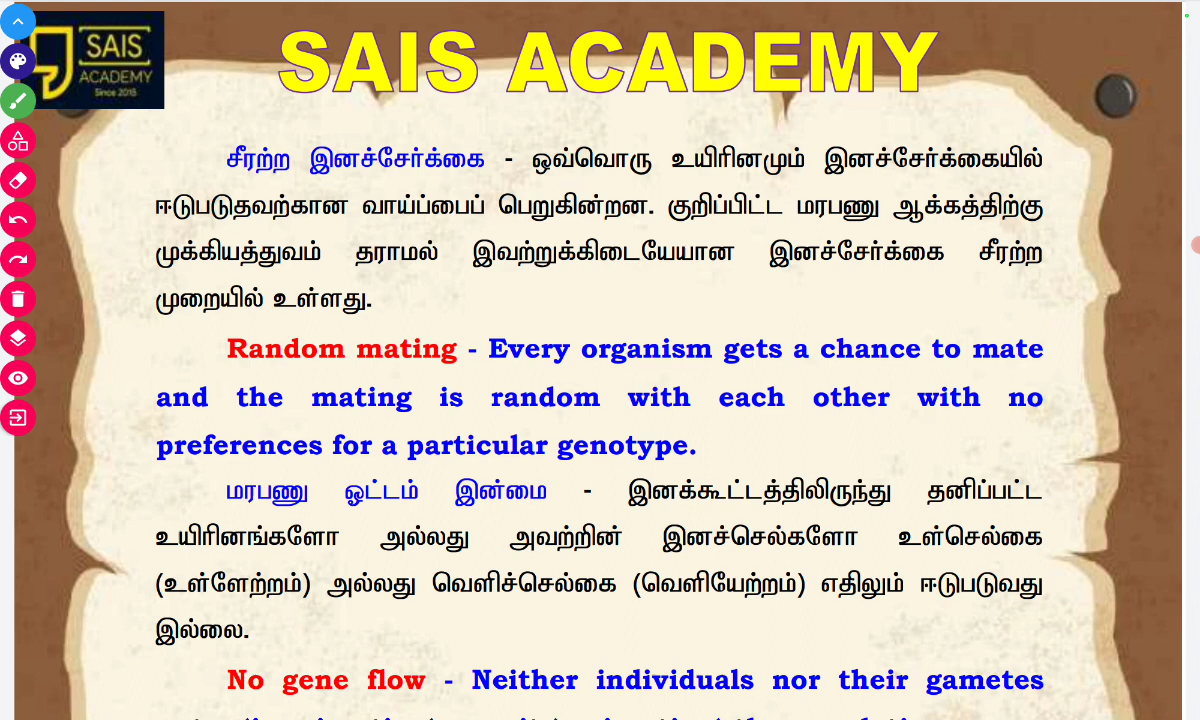 SAIS
ACADEMY
Since 2015
SAIS ACADEMY
சீரற்ற இனச்சேர்க்கை - ஒவ்வொரு உயிரினமும் இனச்சேர்க்கையில்
ஈடுபடுதவற்கான வாய்ப்பைப் பெறுகின்றன. குறிப்பிட்ட மரபணு ஆக்கத்திற்கு
முக்கியத்துவம் தராமல் இவற்றுக்கிடையேயான இனச்சேர்க்கை சீரற்ற
முறையில் உள்ளது.
Random mating - Every organism gets a chance to mate
and the mating is random with each other with no
preferences for a particular genotype.
மரபணு ஓட்டம் இன்மை - இனக்கூட்டத்திலிருந்து தனிப்பட்ட
உயிரினங்களோ அல்லது அவற்றின் இனச்செல்களோ உள்செல்கை
(உள்ளேற்றம்) அல்லது வெளிச்செல்கை (வெளியேற்றம்) எதிலும் ஈடுபடுவது
இல்லை.
No gene flow - Neither individuals nor their gametes